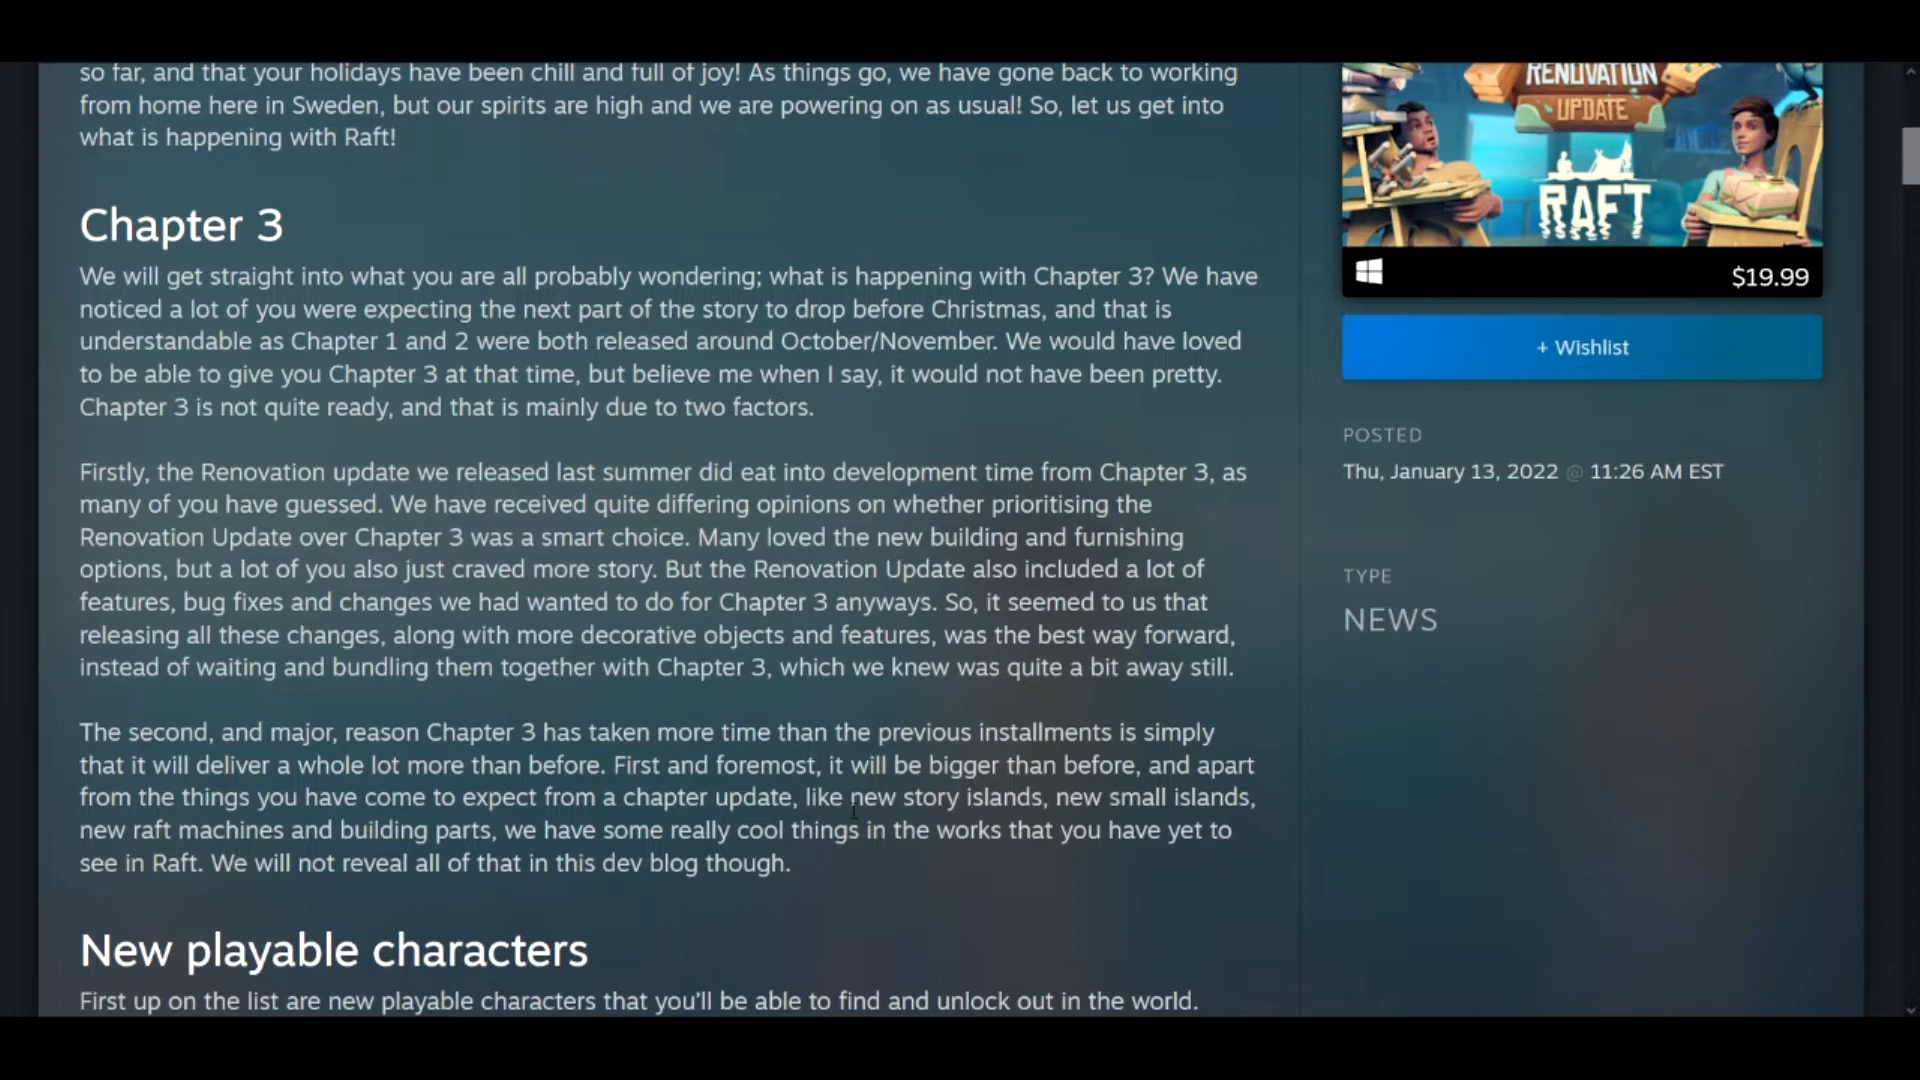 so far, and that your holidays have been chill and full of joy! As things go, we have gone back to working
from home here in Sweden, but our spirits are high and we are powering on as usual! So, let us get into
what is happening with Raft!
Chapter 3
We will get straight into what you are all probably wondering; what is happening with Chapter 3? We have
noticed a lot of you were expecting the next part of the story to drop before Christmas, and that is
understandable as Chapter 1 and 2 were both released around October/November. We would have loved
to be able to give you Chapter 3 at that time, but believe me when I say, it would not have been pretty.
Chapter 3 is not quite ready, and that is mainly due to two factors.
Firstly, the Renovation update we released last summer did eat into development time from Chapter 3, as
many of you have guessed. We have received quite differing opinions on whether prioritising the
Renovation Update over Chapter 3 was a smart choice. Many loved the new building and furnishing
options, but a lot of you also just craved more story. But the Renovation Update also included a lot of
features, bug fixes and changes we had wanted to do for Chapter 3 anyways. So, it seemed to us that
releasing all these changes, along with more decorative objects and features, was the best way forward,
instead of waiting and bundling them together with Chapter 3, which we knew was quite a bit away still.
The second, and major, reason Chapter 3 has taken more time than the previous installments is simply
that it will deliver a whole lot more than before. First and foremost, it will be bigger than before, and apart
from the things you have come to expect from a chapter update, like new story islands, new small islands,
new raft machines and building parts, we have some really cool things in the works that you have yet to
see in Raft. We will not reveal all of that in this dev blog though.
New playable characters
First up on the list are new playable characters that you'll be able to find and unlock out in the world.
RENOVATION
UPDATE
RAFT
$19.99
+ Wishlist
POSTED
Thu, January 13, 2022 @ 11:26 AM EST
TYPE
NEWS